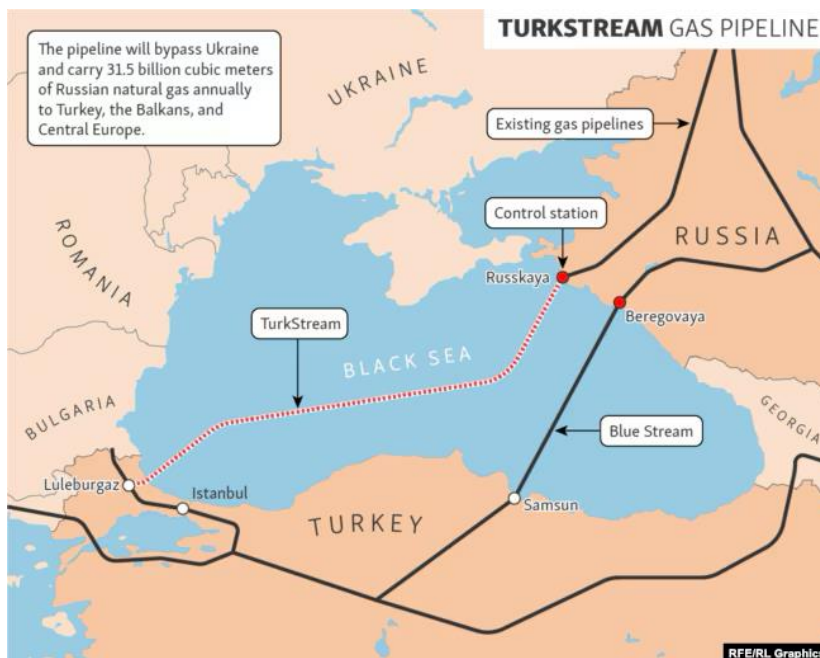 TURKSTREAM GAS PIPELINE
The pipeline will bypass Ukraine
and carry 31.5 billion cubic meters
of Russian natural gas annually
to Turkey, the Balkans, and
Central Europe.
UKRAINE
Existing gas pipelines
Control station
RUSSIA
ROMANIA
Russkaya
Beregovaya
TurkStream
BLACK SEA
BULGARIA
GEORGIA
Blue Stream
Luleburgaz
Istanbul
Samsun
TURKEY
RFE/RL Graphics